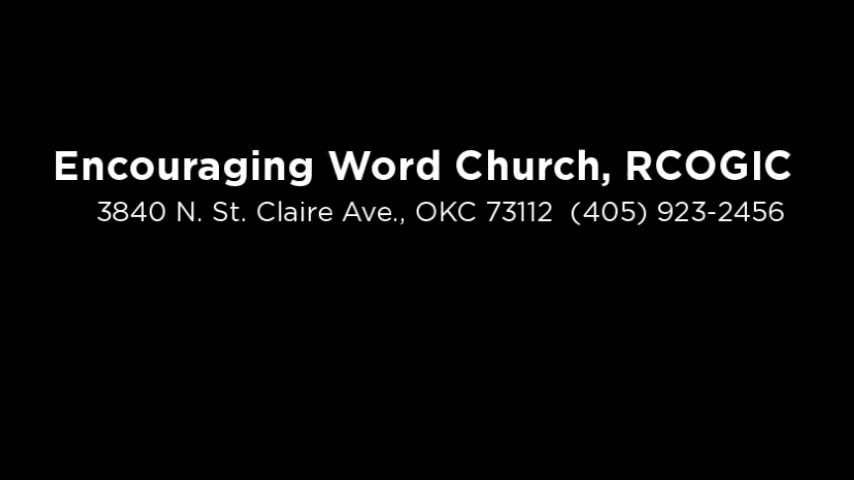 Encouraging Word Church, RCOGIC
3840 N. St. Claire Ave., OKC 73112 (405) 923-2456